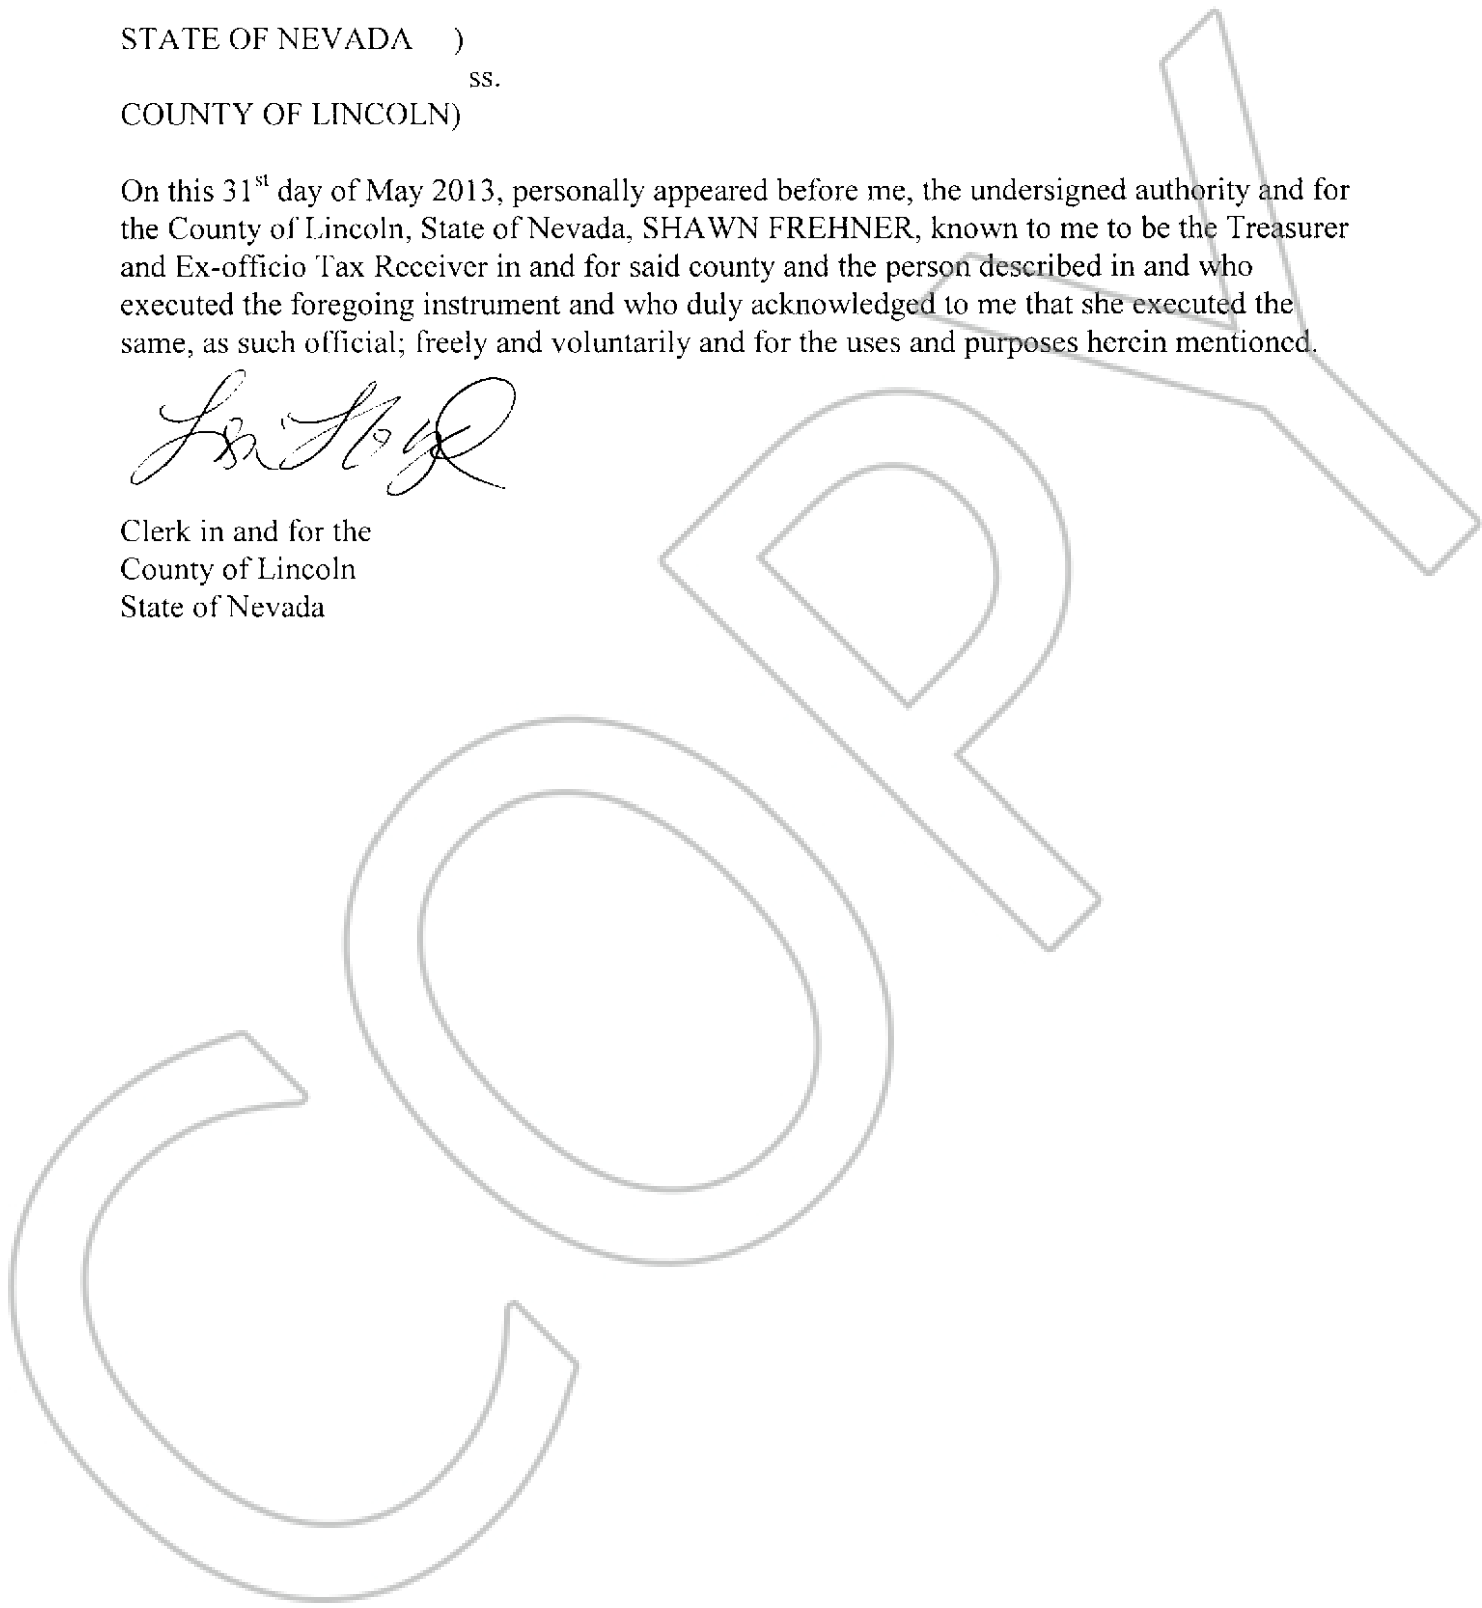 STATE OF NEVADA )
ss.
COUNTY OF LINCOLN)
On this 31st day of May 2013, personally appeared before me, the undersigned authority and for
the County of Lincoln, State of Nevada, SHAWN FREHNER, known to me to be the Treasurer
and Ex-officio Tax Receiver in and for said county and the person described in and who
executed the foregoing instrument and who duly acknowledged to me that she executed the
same, as such official; freely and voluntarily and for the uses and purposes herein mentioned.
Clerk in and for the
County of Lincoln
State of Nevada
COPY